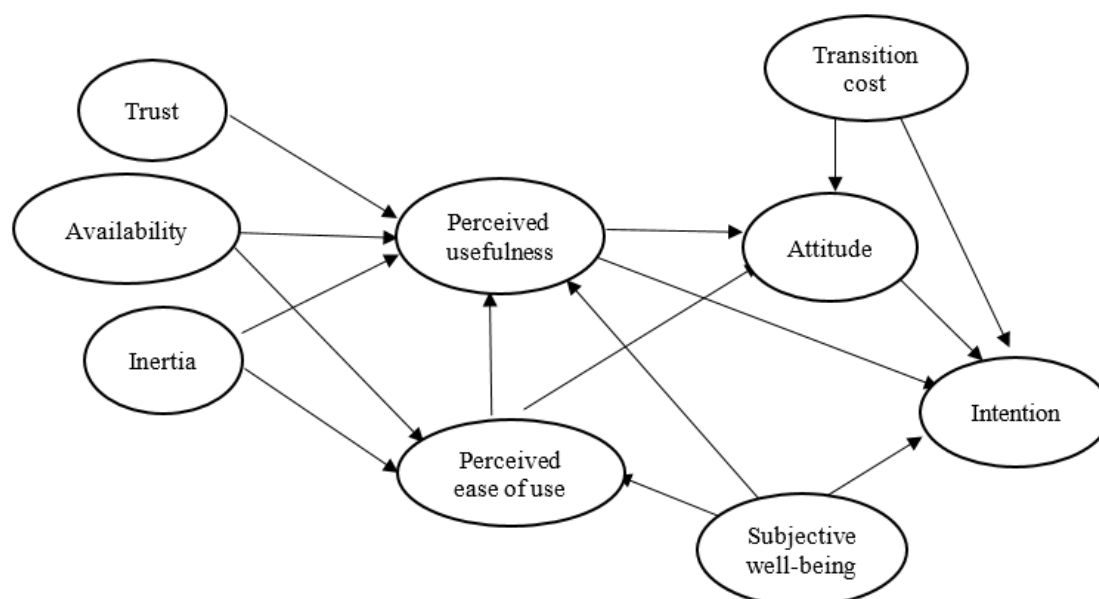 Transition
cost
Trust
Availability
Perceived
usefulness
Attitude
Inertia
Intention
Perceived
ease of use
Subjective
well-being